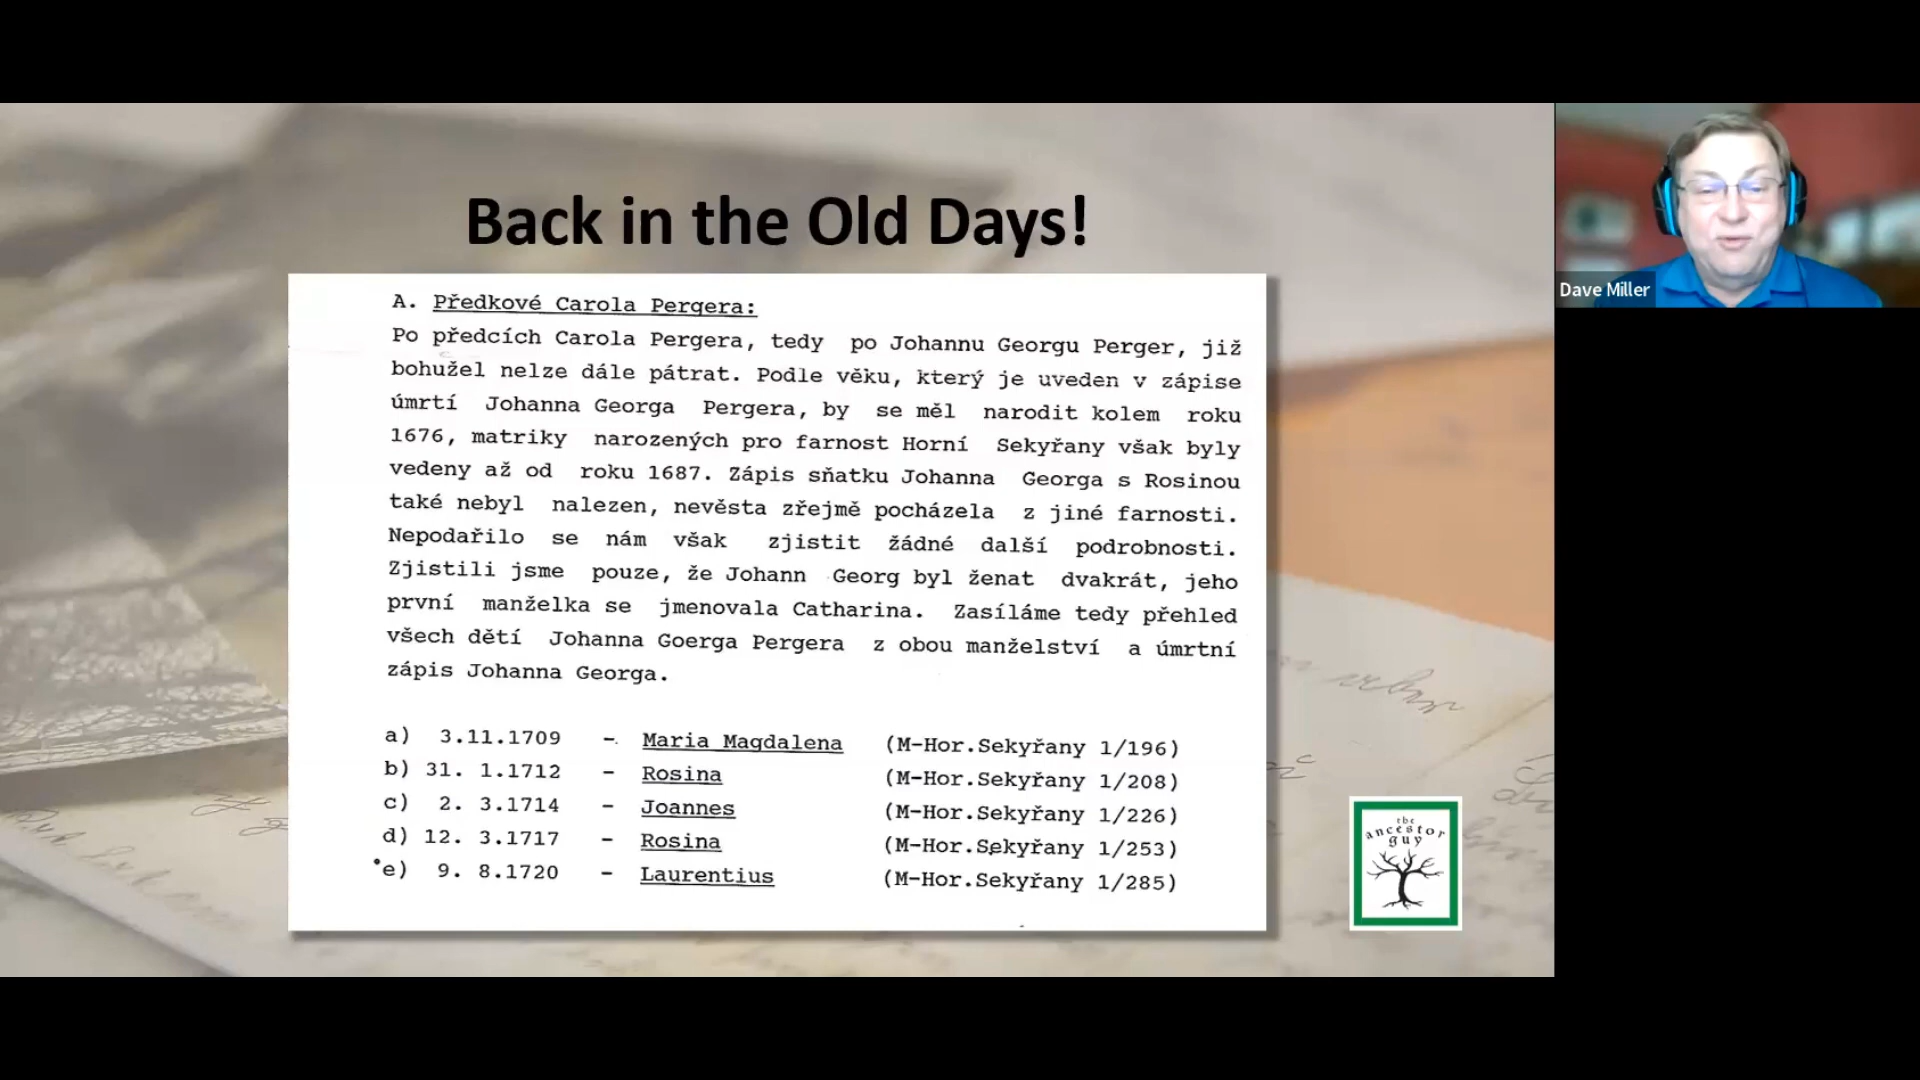 Back in the Old Days!
A. Předkové Carola Pergera:
Po předcích Carola Pergera, tedy po Johannu Georgu Perger, již
bohužel nelze dále pátrat. Podle věku, který je uveden v zápise
úmrtí Johanna Georga Pergera, by se měl narodit kolem roku
1676, matriky narozených pro farnost Horní Sekyřany však byly
vedeny až od roku 1687. Zápis sňatku Johanna Georga s Rosinou
také nebyl nalezen, nevěsta zřejmě pocházela z jiné farnosti.
Nepodařilo se nám však zjistit žádné další podrobnosti.
Zjistili jsme pouze, že Johann Georg byl ženat dvakrát, jeho
první manželka se jmenovala Catharina. Zasíláme tedy přehled
všech dětí Johanna Goerga Pergera z obou manželství a úmrtní
zápis Johanna Georga.
a) 3.11.1709 - Maria Magdalena (M-Hor.Sekyřany 1/196)
b) 31. 1.1712 - Rosina (M-Hor.Sekyřany 1/208)
c) 2. 3.1714 - Joannes (M-Hor.Sekyřany 1/226)
d) 12. 3.1717 - Rosina (M-Hor.Sekyřany 1/253)
e) 9. 8.1720 - Laurentius (M-Hor.Sekyřany 1/285)
the
ancestor
guy
Dave Miller